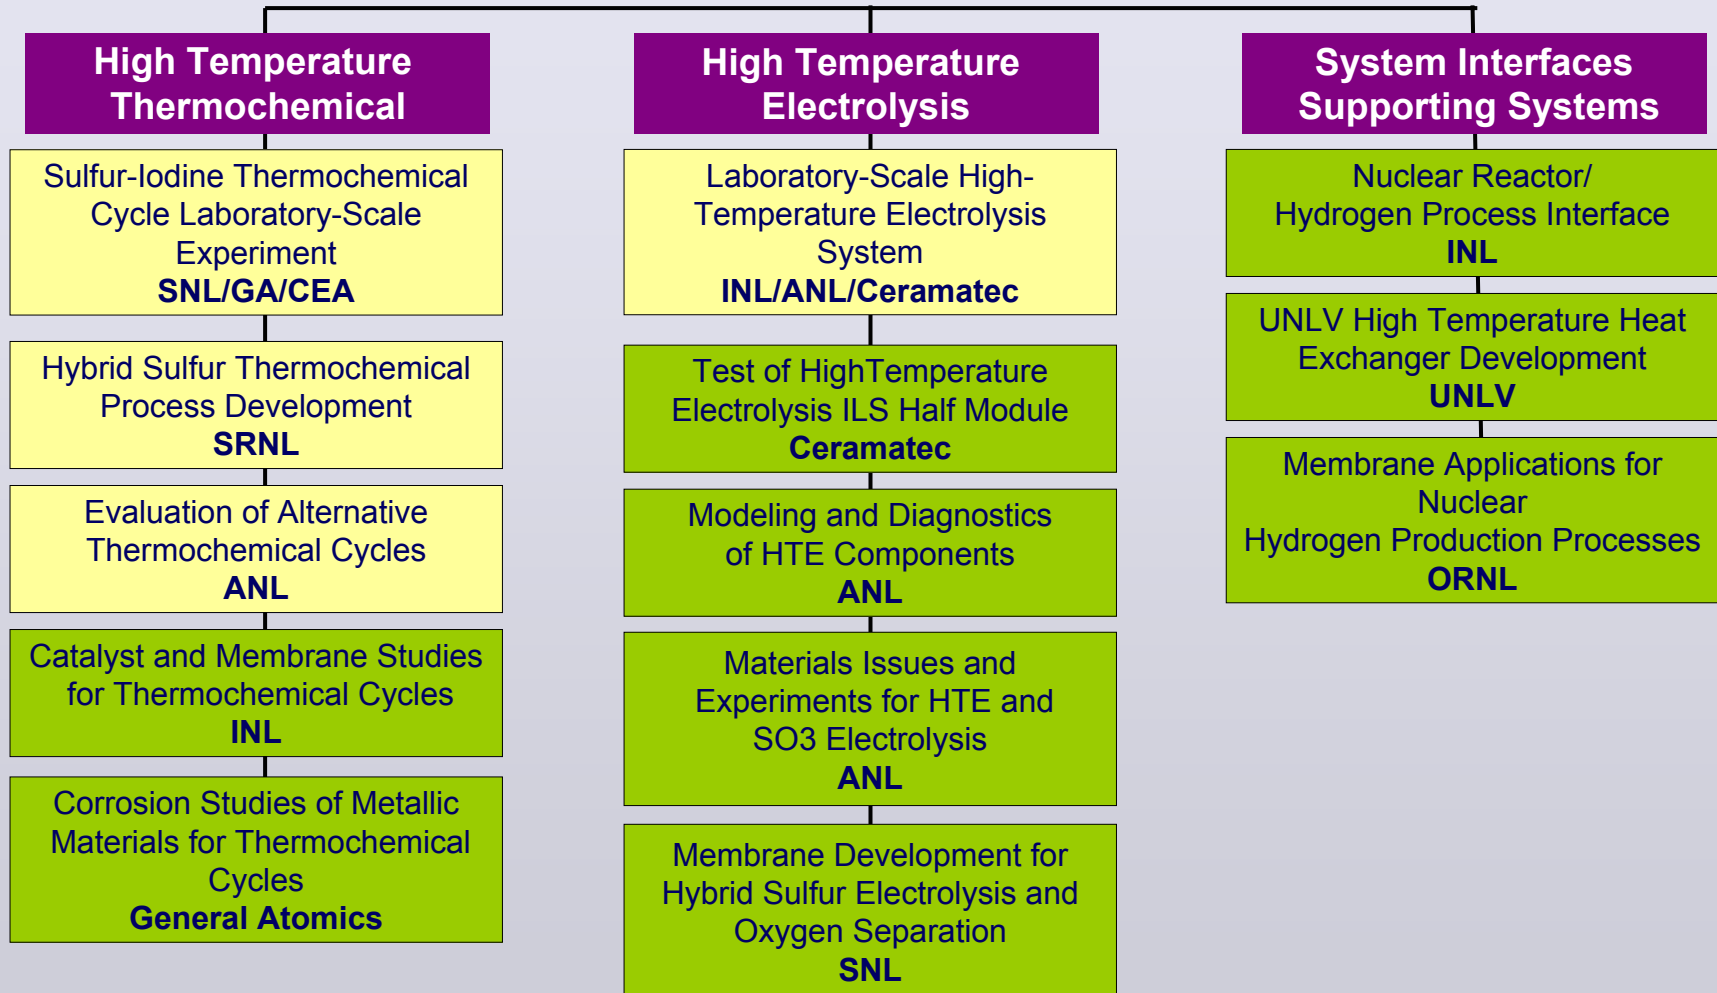 High Temperature
Thermochemical
Sulfur-Iodine Thermochemical
Cycle Laboratory-Scale
Experiment
SNL/GA/CEA
Hybrid Sulfur Thermochemical
Process Development
SRNL
Evaluation of Alternative
Thermochemical Cycles
ANL
Catalyst and Membrane Studies
for Thermochemical Cycles
INL
Corrosion Studies of Metallic
Materials for Thermochemical
Cycles
General Atomics
High Temperature
Electrolysis
Laboratory-Scale High-
Temperature Electrolysis
System
INL/ANL/Ceramatec
Test of HighTemperature
Electrolysis ILS Half Module
Ceramatec
Modeling and Diagnostics
of HTE Components
ANL
Materials Issues and
Experiments for HTE and
SO3 Electrolysis
ANL
Membrane Development for
Hybrid Sulfur Electrolysis and
Oxygen Separation
SNL
System Interfaces
Supporting Systems
Nuclear Reactor/
Hydrogen Process Interface
INL
UNLV High Temperature Heat
Exchanger Development
UNLV
Membrane Applications for
Nuclear
Hydrogen Production Processes
ORNL